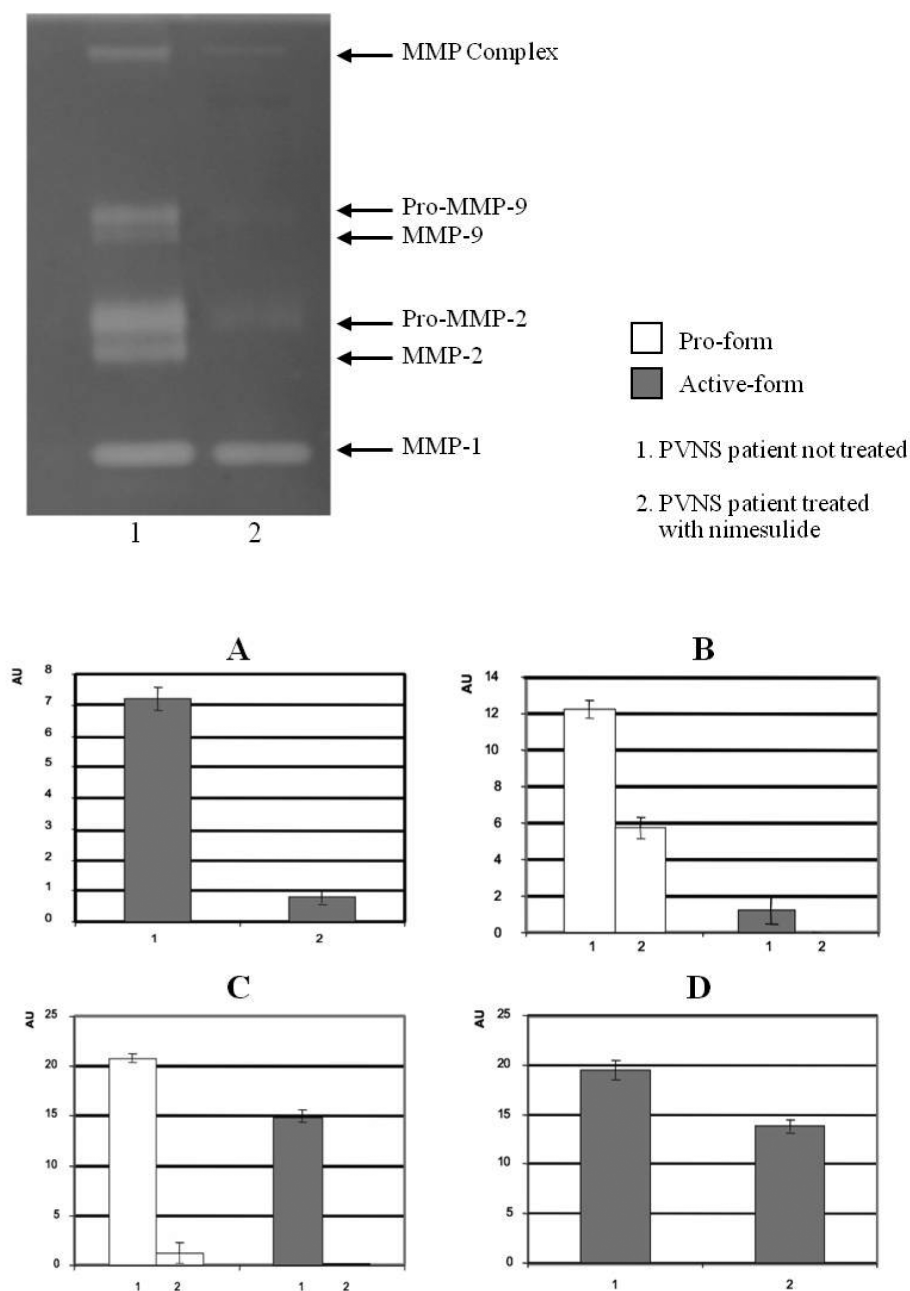 MMP Complex
Pro-MMP-9
MMP-9
Pro-MMP-2
MMP-2
MMP-1
1 2
Pro-form
Active-form
1. PVNS patient not treated
2. PVNS patient treated
with nimesulide
A
AU
8
7
6
5
4
3
2
1
0
1 2
B
AU
14
12
10
8
6
4
2
0
1 2 1 2
C
AU
25
20
15
10
5
0
1 2 1 2
D
AU
25
20
15
10
5
0
1 2